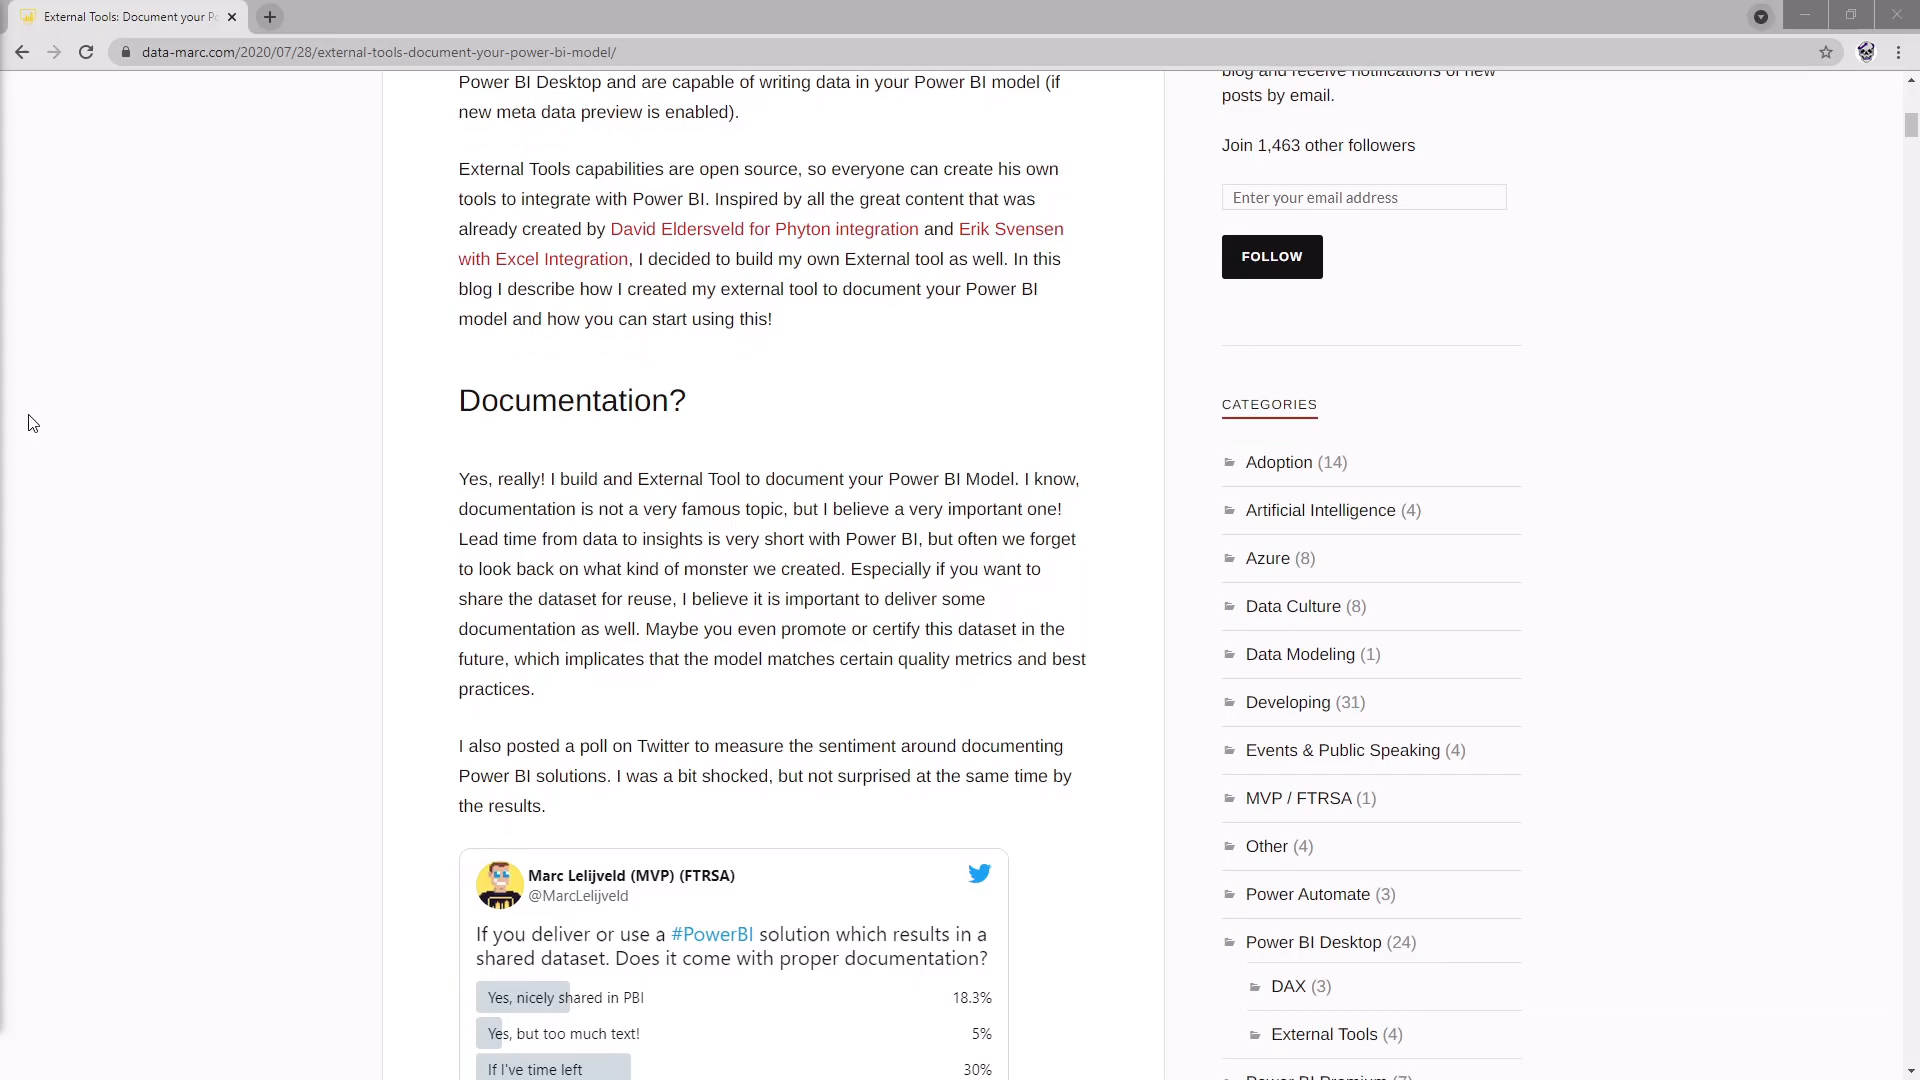 External Tools: Document your Po
data-marc.com/2020/07/28/external-tools-document-your-power-bi-model/
Power BI Desktop and are capable of writing data in your Power BI model (if
new meta data preview is enabled).
External Tools capabilities are open source, so everyone can create his own
tools to integrate with Power BI. Inspired by all the great content that was
already created by David Eldersveld for Phyton integration and Erik Svensen
with Excel Integration, I decided to build my own External tool as well. In this
blog I describe how I created my external tool to document your Power BI
model and how you can start using this!
Documentation?
Yes, really! I build and External Tool to document your Power BI Model. I know,
documentation is not a very famous topic, but I believe a very important one!
Lead time from data to insights is very short with Power BI, but often we forget
to look back on what kind of monster we created. Especially if you want to
share the dataset for reuse, I believe it is important to deliver some
documentation as well. Maybe you even promote or certify this dataset in the
future, which implicates that the model matches certain quality metrics and best
practices.
I also posted a poll on Twitter to measure the sentiment around documenting
Power BI solutions. I was a bit shocked, but not surprised at the same time by
the results.
Marc Lelijveld (MVP) (FTRSA)
@MarcLelijveld
If you deliver or use a #PowerBI solution which results in a
shared dataset. Does it come with proper documentation?
Yes, nicely shared in PBI 18.3%
Yes, but too much text! 5%
If I've time left 30%
blog and receive notifications of new
posts by email.
Join 1,463 other followers
Enter your email address
FOLLOW
CATEGORIES
Adoption (14)
Artificial Intelligence (4)
Azure (8)
Data Culture (8)
Data Modeling (1)
Developing (31)
Events & Public Speaking (4)
MVP / FTRSA (1)
Other (4)
Power Automate (3)
Power BI Desktop (24)
DAX (3)
External Tools (4)
Power BI Premium (7)